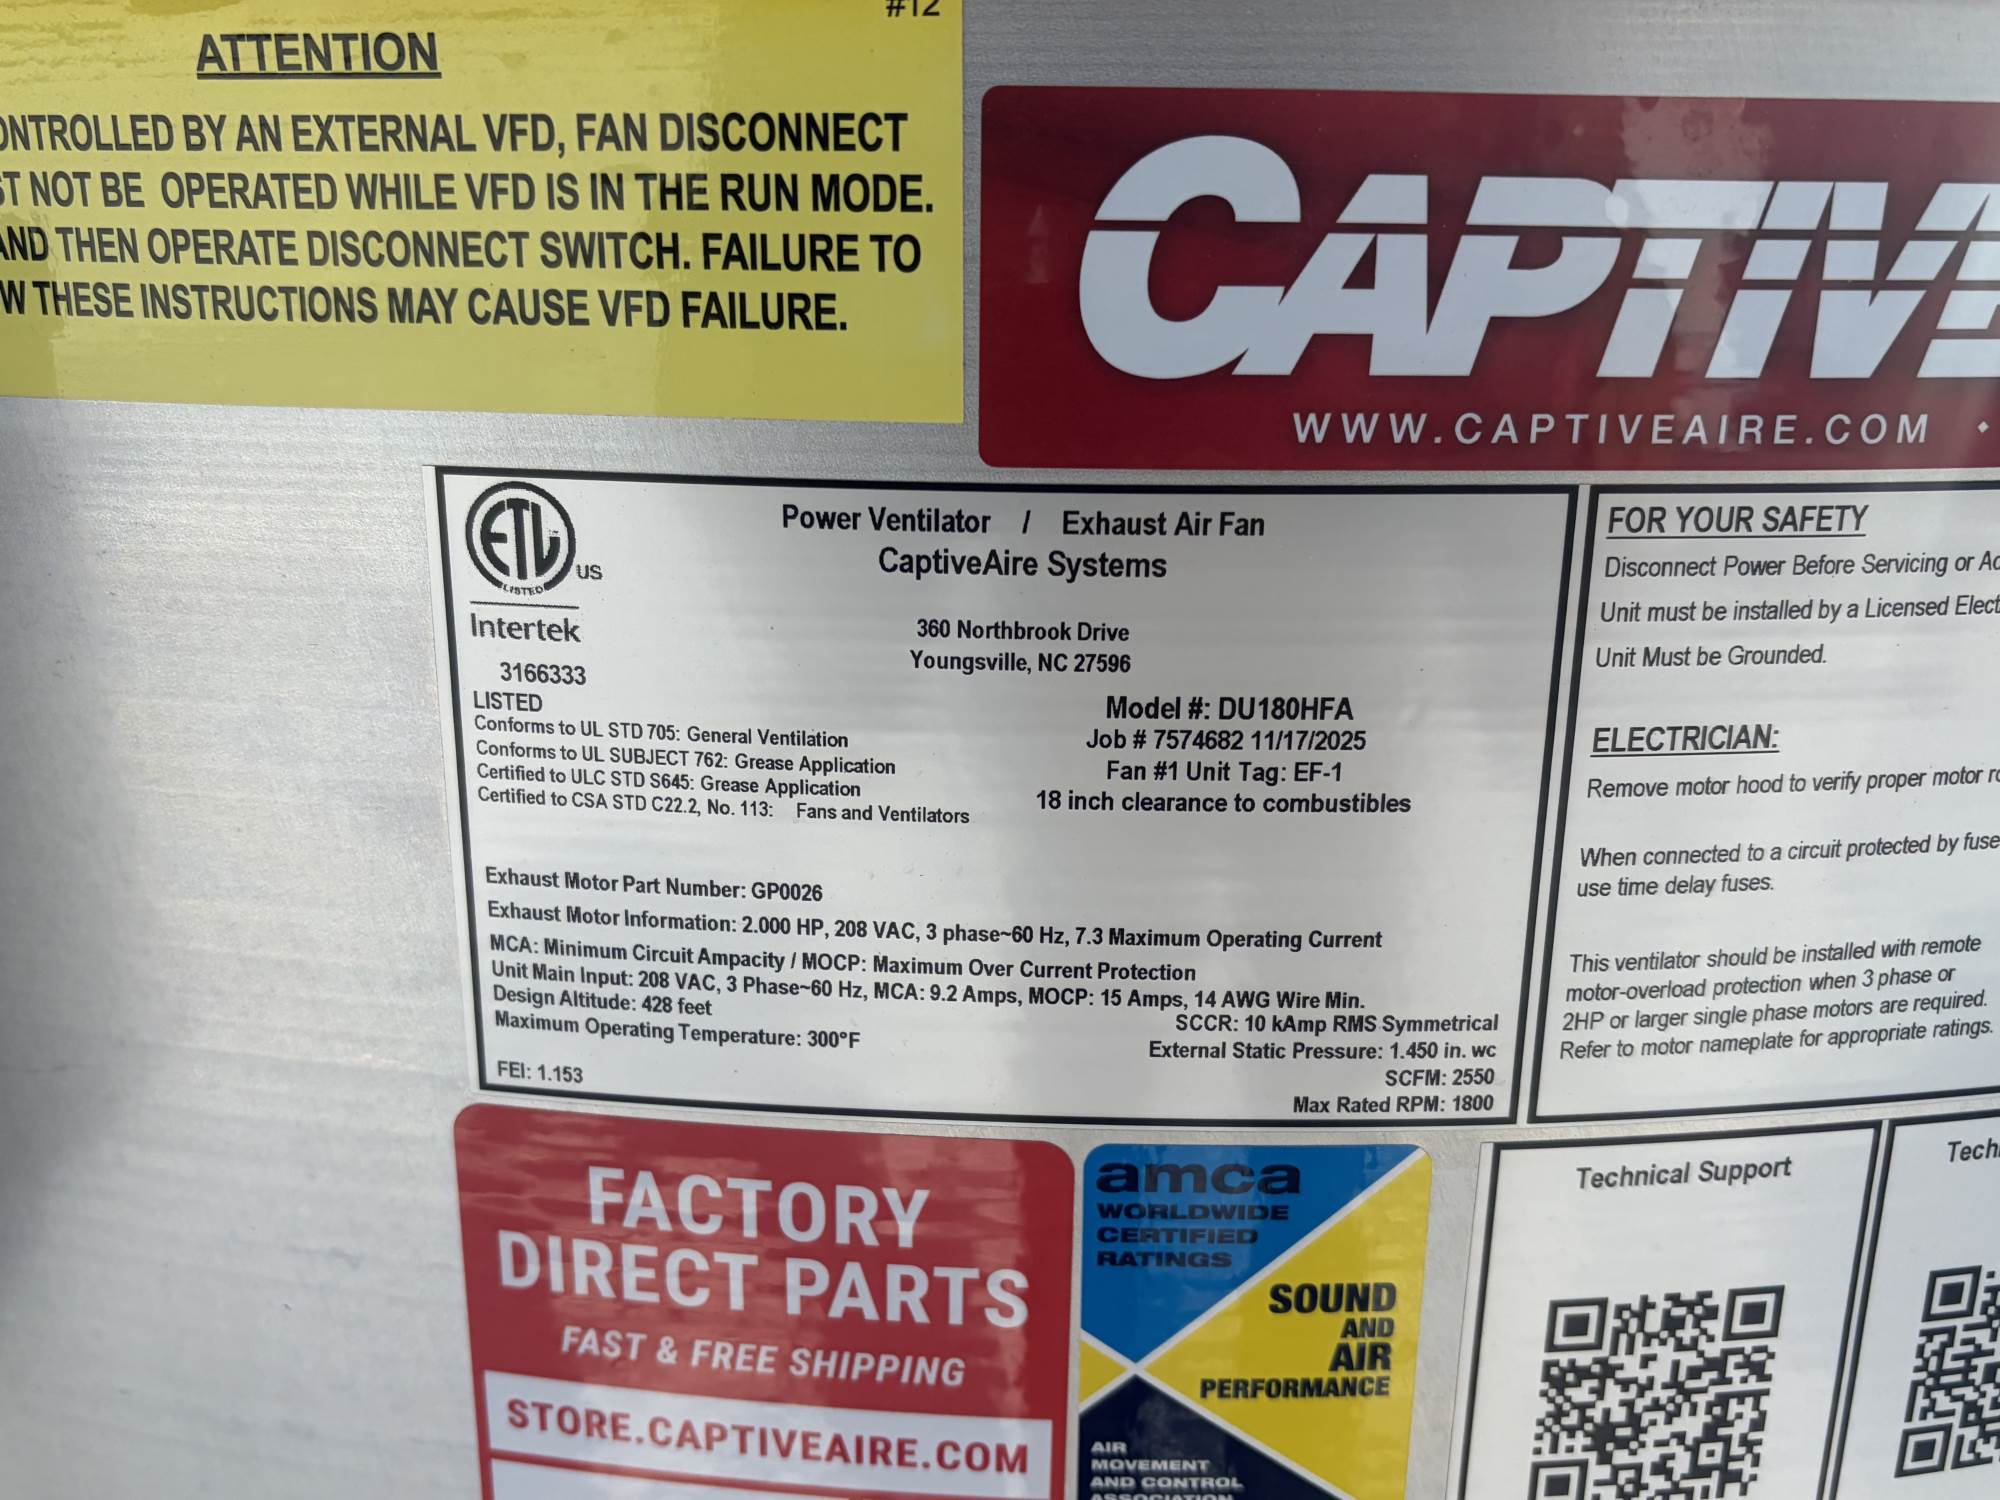 #12
ATTENTION
CONTROLLED BY AN EXTERNAL VFD, FAN DISCONNECT
NOT BE OPERATED WHILE VFD IS IN THE RUN MODE.
AND THEN OPERATE DISCONNECT SWITCH. FAILURE TO
THESE INSTRUCTIONS MAY CAUSE VFD FAILURE.
CAPTIVE
WWW.CAPTIVEAIRE.COM •
ETL LISTED US
Intertek
3166333
LISTED
Conforms to UL STD 705: General Ventilation
Conforms to UL SUBJECT 762: Grease Application
Certified to ULC STD S645: Grease Application
Certified to CSA STD C22.2, No. 113: Fans and Ventilators
Power Ventilator / Exhaust Air Fan
CaptiveAire Systems
360 Northbrook Drive
Youngsville, NC 27596
Model #: DU180HFA
Job # 7574682 11/17/2025
Fan #1 Unit Tag: EF-1
18 inch clearance to combustibles
Exhaust Motor Part Number: GP0026
Exhaust Motor Information: 2.000 HP, 208 VAC, 3 phase~60 Hz, 7.3 Maximum Operating Current
MCA: Minimum Circuit Ampacity / MOCP: Maximum Over Current Protection
Unit Main Input: 208 VAC, 3 Phase~60 Hz, MCA: 9.2 Amps, MOCP: 15 Amps, 14 AWG Wire Min.
Design Altitude: 428 feet
Maximum Operating Temperature: 300°F
FEI: 1.153
SCCR: 10 kAmp RMS Symmetrical
External Static Pressure: 1.450 in. wc
SCFM: 2550
Max Rated RPM: 1800
FOR YOUR SAFETY
Disconnect Power Before Servicing or
Unit must be installed by a Licensed
Unit Must be Grounded.
ELECTRICIAN:
Remove motor hood to verify proper motor
When connected to a circuit protected by fuse
use time delay fuses.
This ventilator should be installed with remote
motor-overload protection when 3 phase or
2HP or larger single phase motors are required.
Refer to motor nameplate for appropriate ratings.
FACTORY
DIRECT PARTS
FAST & FREE SHIPPING
STORE.CAPTIVEAIRE.COM
amca
WORLDWIDE
CERTIFIED
RATINGS
SOUND
AND
AIR
PERFORMANCE
AIR
MOVEMENT
AND CONTROL
ASSOCIATION
Technical Support
Tech